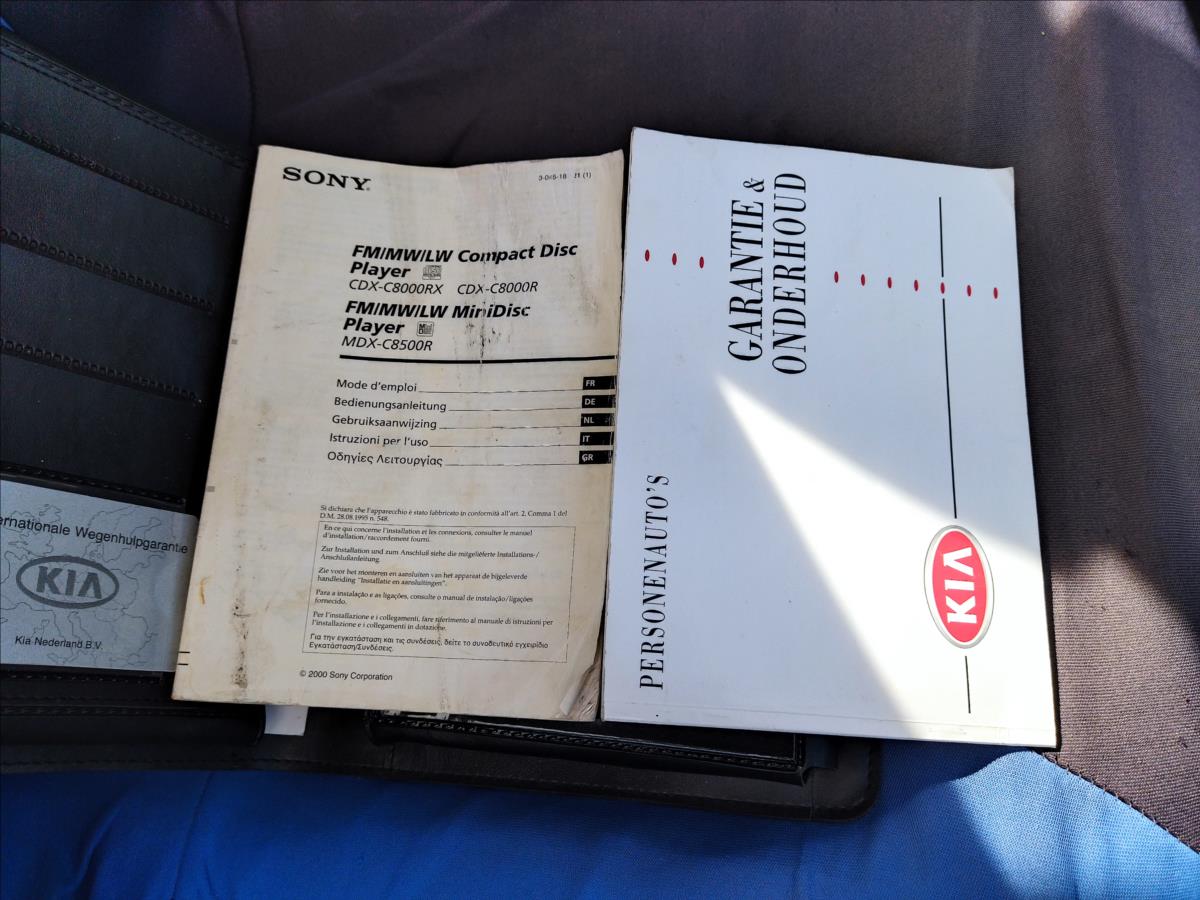 SONY
FM/MW/LW Compact Disc
Player
CDX-C8000RX CDX-C8000R
FM/MW/LW MiniDisc
Player
MDX-C8500R
Mode d'emploi FR
Bedienungsanleitung DE
Gebruiksaanwijzing NL
Istruzioni per l'uso IT
Οδηγίες Λειτουργίας GR
Si dichiara che l'apparecchio è stato fabbricato in conformità all'art. 2, Comma 1 del
D.M. 28.08.1995 n. 548.
En ce qui concerne l'installation et les connexions, consulter le manuel
d'installation/raccordement fourni.
Zur Installation und zum Anschluß siehe die mitgelieferte Installations-/
Anschlußanleitung.
Zie voor het monteren en aansluiten van het apparaat de bijgeleverde
handleiding "Installatie en aansluitingen".
Para a instalação e as ligações, consulte o manual de instalação/ligações
fornecido.
Per l'installazione e i collegamenti, fare riferimento al manuale di istruzioni per
l'installazione e i collegamenti in dotazione.
Για την εγκατάσταση και τις συνδέσεις, δείτε το συνοδευτικό εγχειρίδιο
Εγκατάσταση/Συνδέσεις.
© 2000 Sony Corporation
GARANTIE &
ONDERHOUD
PERSONENAUTO'S
KIA
ernationale Wegenhulpgarantie
KIA
Kia Nederland B.V.